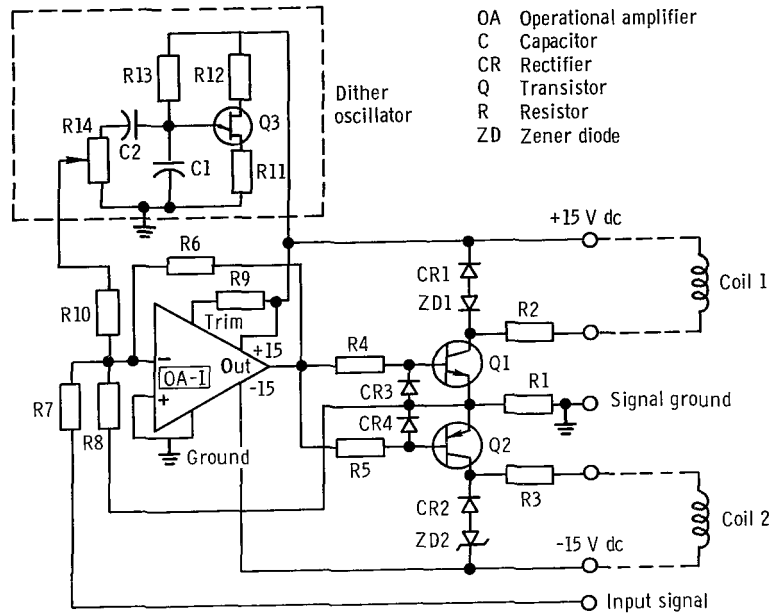 OA Operational amplifier
C Capacitor
CR Rectifier
Q Transistor
R Resistor
ZD Zener diode
Dither
oscillator
R13
R12
R14
C2
Q3
C1
R11
R6
R9
R10
Trim
+15
Out
-15
OA-1
−
+
Ground
R7
R8
R4
CR3
CR4
R5
+15 V dc
CR1
ZD1
R2
Coil 1
Q1
R1
Signal ground
Q2
R3
CR2
ZD2
-15 V dc
Coil 2
Input signal